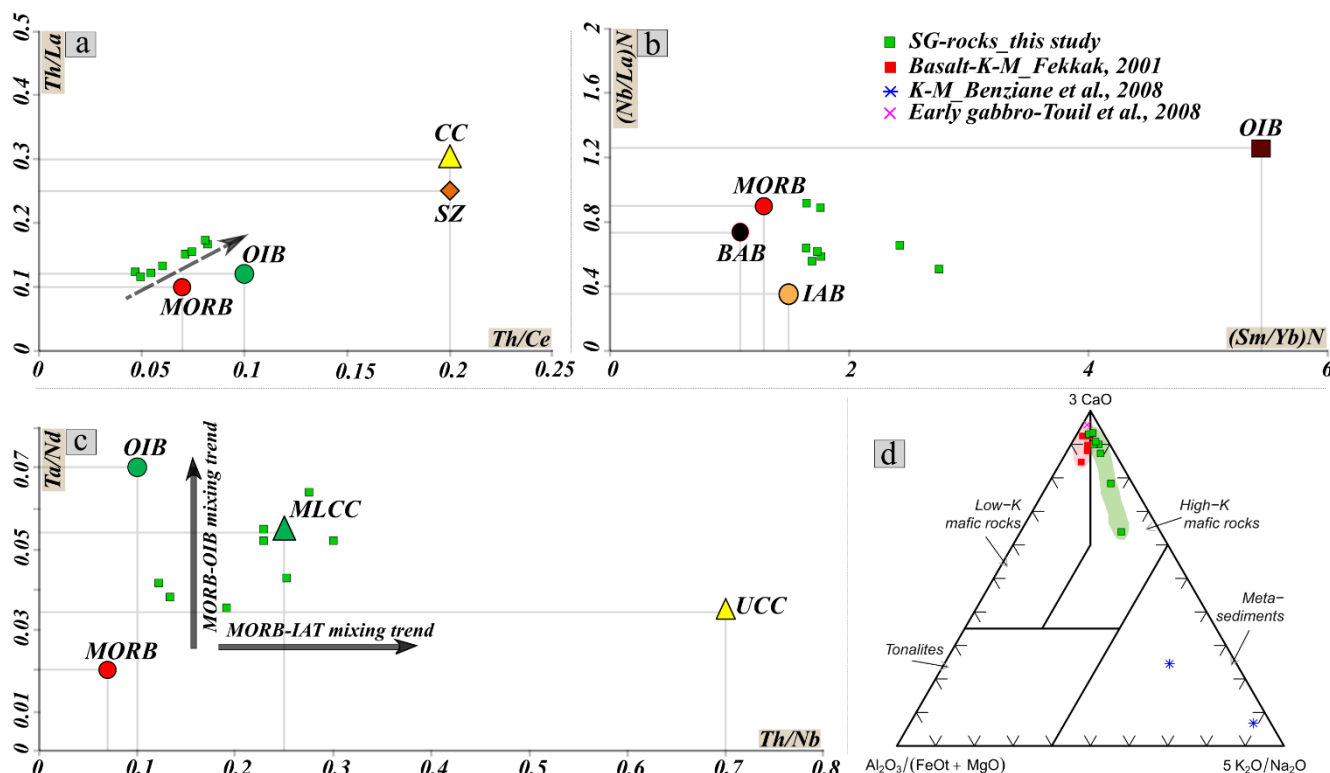 a
Th/La
0.5
0.4
0.3
0.2
0.1
0
CC
SZ
OIB
MORB
Th/Ce
0
0.05
0.1
0.15
0.2
0.25
b
(Nb/La)N
2
1.6
1.2
0.8
0.4
0
SG-rocks_this study
Basalt-K-M_Fekkak, 2001
K-M_Benziane et al., 2008
Early gabbro-Touil et al., 2008
OIB
MORB
BAB
IAB
(Sm/Yb)N
0
2
4
6
c
Ta/Nd
0.07
0.05
0.03
0.01
0
OIB
MORB-OIB mixing trend
MLCC
UCC
MORB-IAT mixing trend
MORB
Th/Nb
0
0.1
0.2
0.3
0.4
0.5
0.6
0.7
0.8
d
3 CaO
Low-K
mafic rocks
High-K
mafic rocks
Meta-
sediments
Tonalites
Al₂O₃/(FeOt + MgO)
5 K₂O/Na₂O